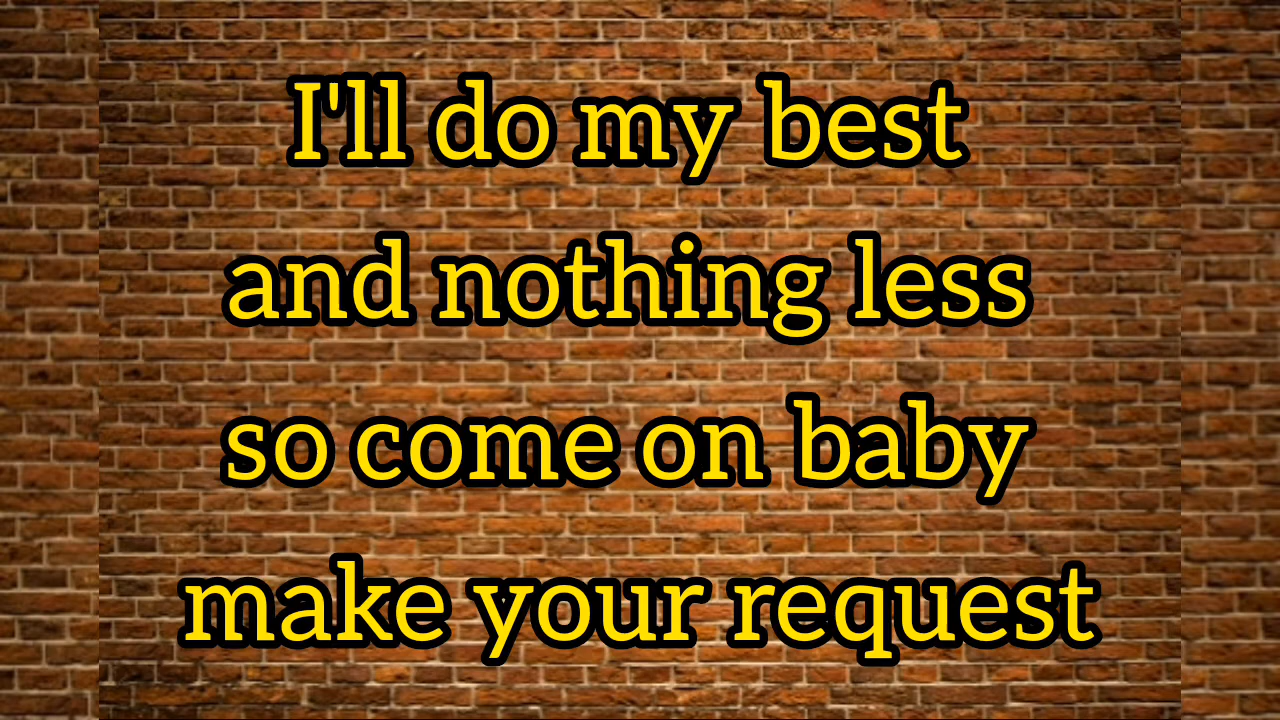 I'll do my best
and nothing less
so come on baby
make your request